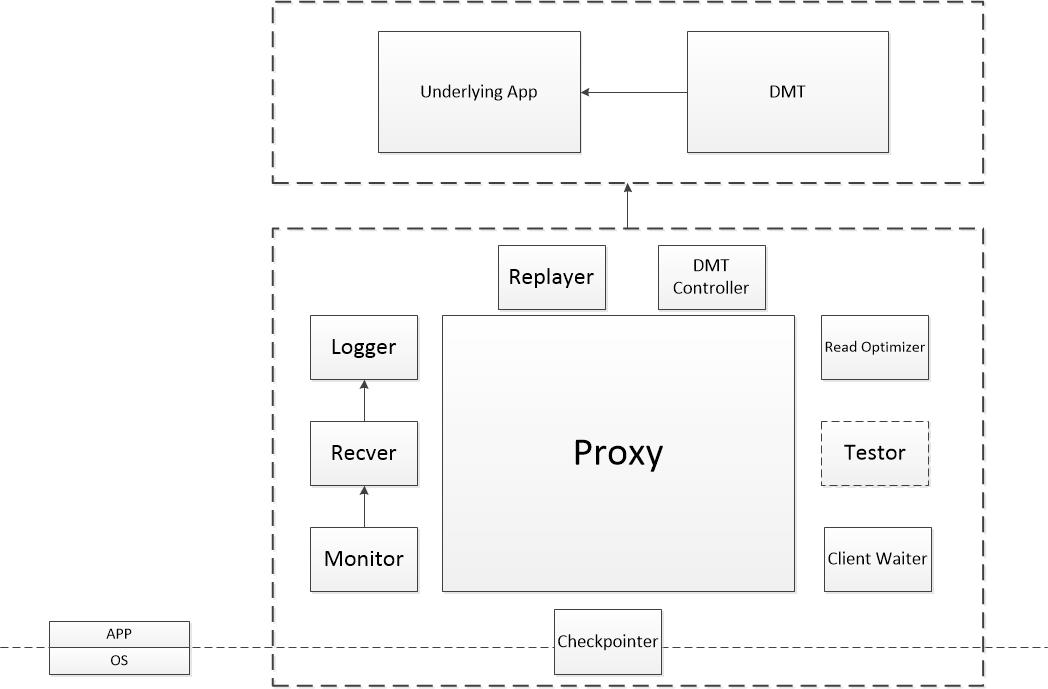 Underlying App
DMT
Replayer
DMT
Controller
Logger
Read Optimizer
Recver
Proxy
Testor
Monitor
Client Waiter
APP
OS
Checkpointer